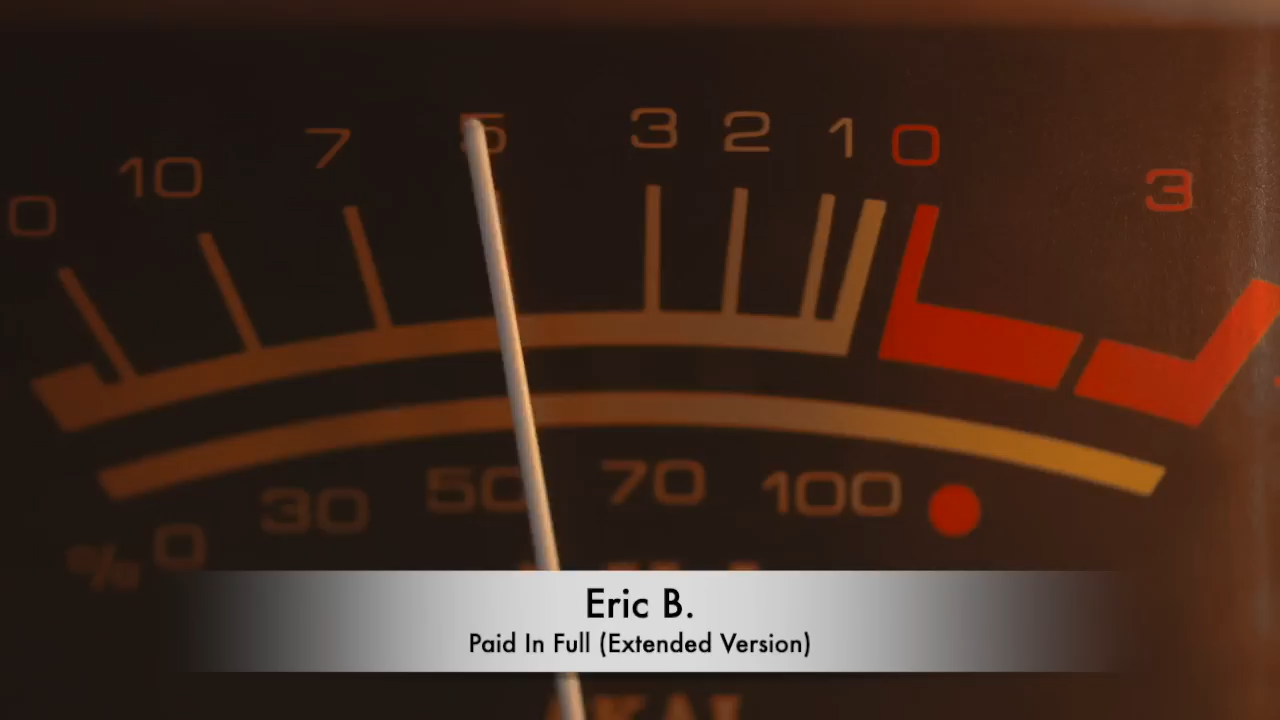 0 10 7 5 3 2 1 0 3
% 0 30 50 70 100
Eric B.
Paid In Full (Extended Version)
AKAI